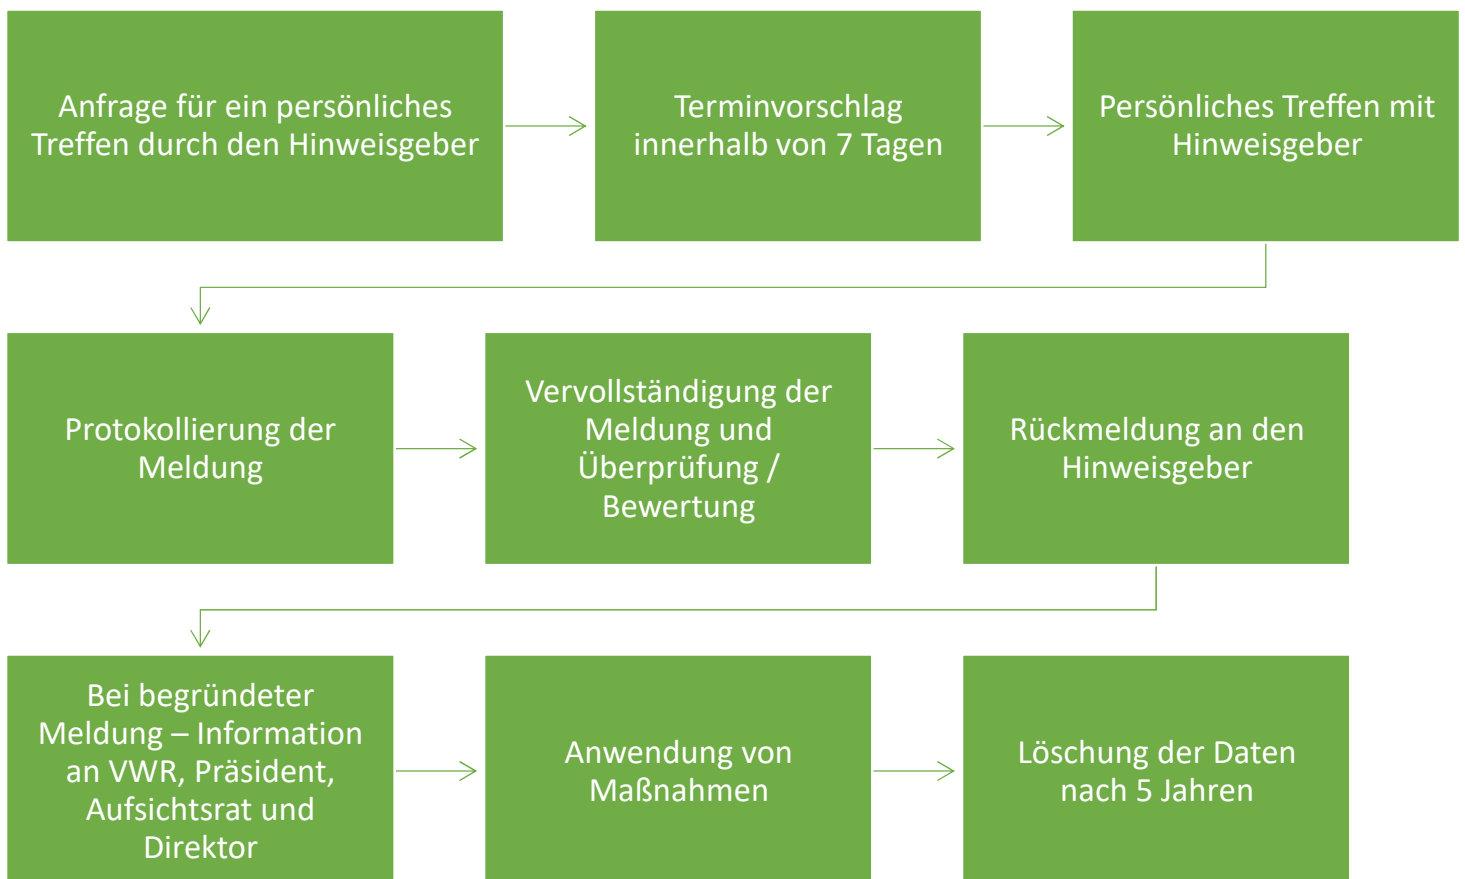 Anfrage für ein persönliches
Treffen durch den Hinweisgeber
Terminvorschlag
innerhalb von 7 Tagen
Persönliches Treffen mit
Hinweisgeber
Protokollierung der
Meldung
Vervollständigung der
Meldung und
Überprüfung /
Bewertung
Rückmeldung an den
Hinweisgeber
Bei begründeter
Meldung – Information
an VWR, Präsident,
Aufsichtsrat und
Direktor
Anwendung von
Maßnahmen
Löschung der Daten
nach 5 Jahren